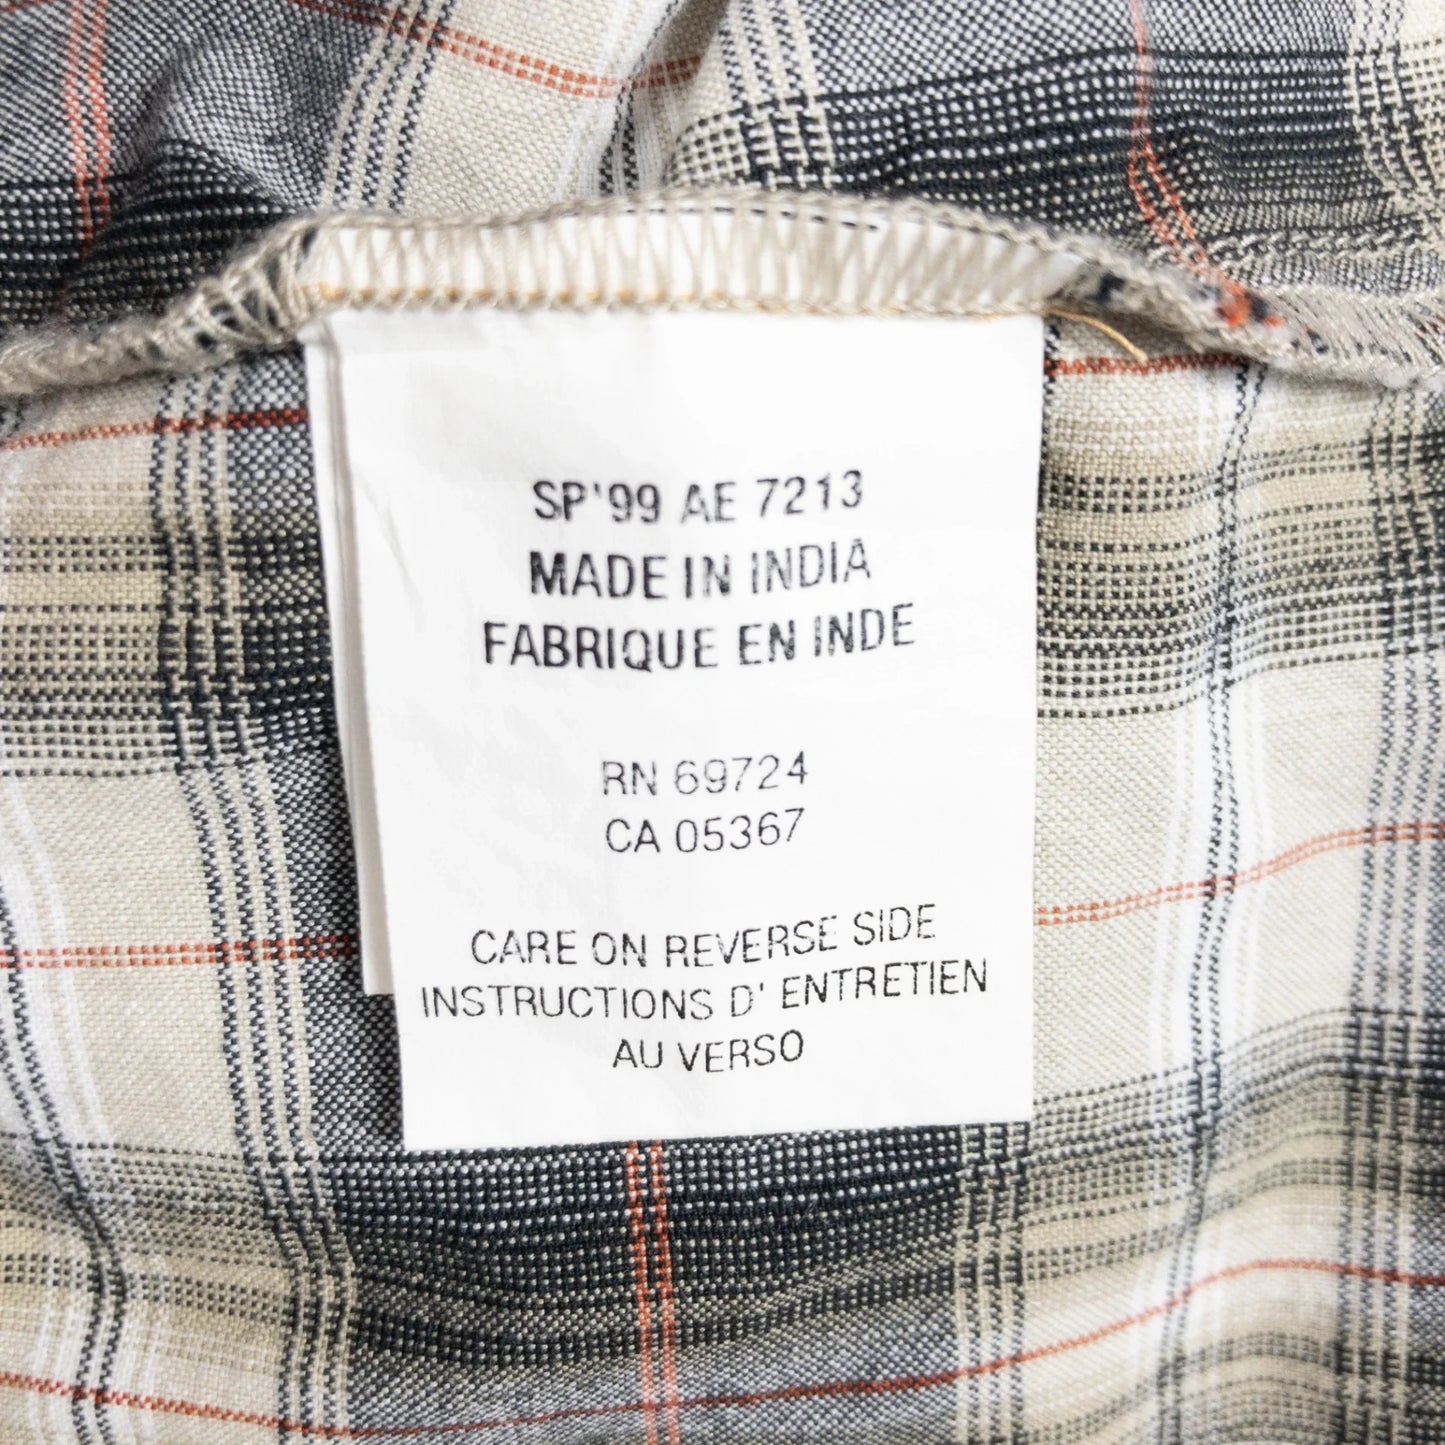 SP'99 AE 7213
MADE IN INDIA
FABRIQUE EN INDE
RN 69724
CA 05367
CARE ON REVERSE SIDE
INSTRUCTIONS D' ENTRETIEN
AU VERSO